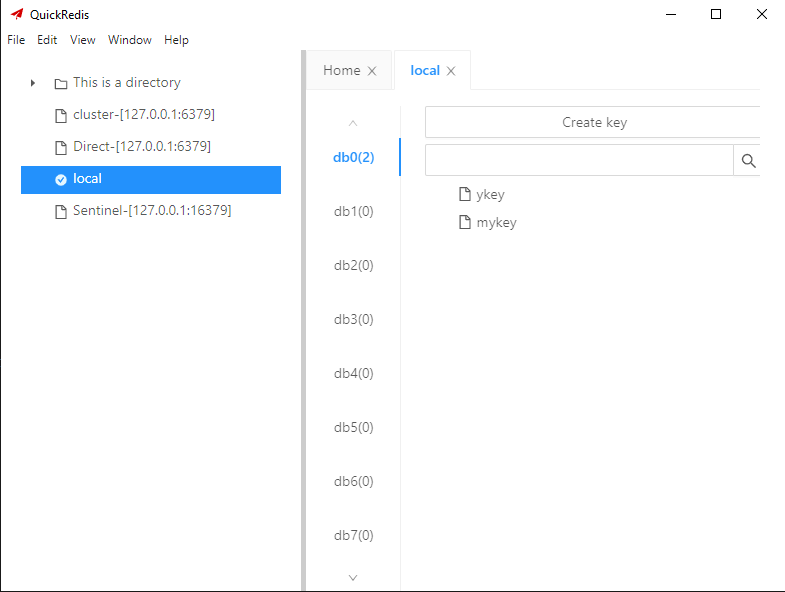 QuickRedis
File Edit View Window Help
This is a directory
cluster-[127.0.0.1:6379]
Direct-[127.0.0.1:6379]
local
Sentinel-[127.0.0.1:16379]
Home local
db0(2)
db1(0)
db2(0)
db3(0)
db4(0)
db5(0)
db6(0)
db7(0)
Create key
ykey
mykey